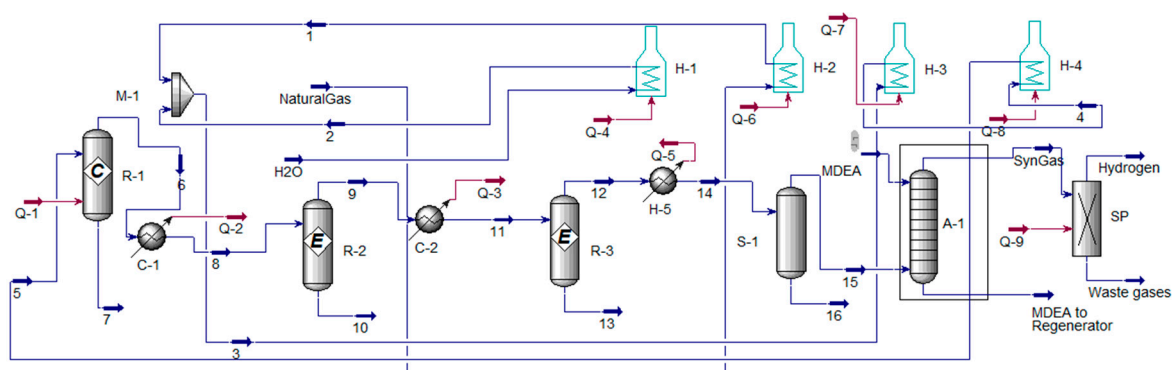 1
Q-7
H-1
H-2
H-3
H-4
M-1
NaturalGas
2
Q-4
Q-6
Q-8
4
R-1
C
6
H2O
Q-5
MDEA
SynGas
Hydrogen
Q-1
Q-2
9
Q-3
12
14
H-5
A-1
SP
5
C-1
8
E
R-2
C-2
11
E
R-3
S-1
15
Q-9
7
10
13
16
Waste gases
MDEA to
Regenerator
3